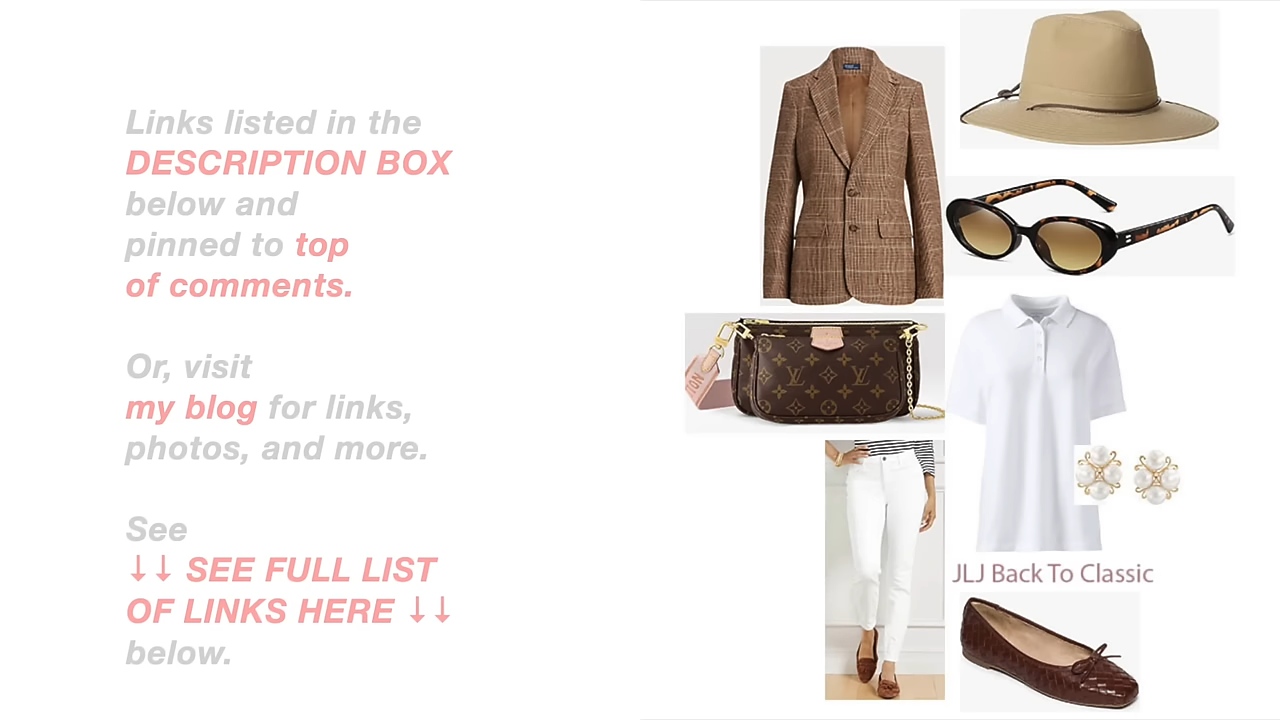 Links listed in the
DESCRIPTION BOX
below and
pinned to top
of comments.
Or, visit
my blog for links,
photos, and more.
See
↓↓ SEE FULL LIST
OF LINKS HERE ↓↓
below.
JLJ Back To Classic